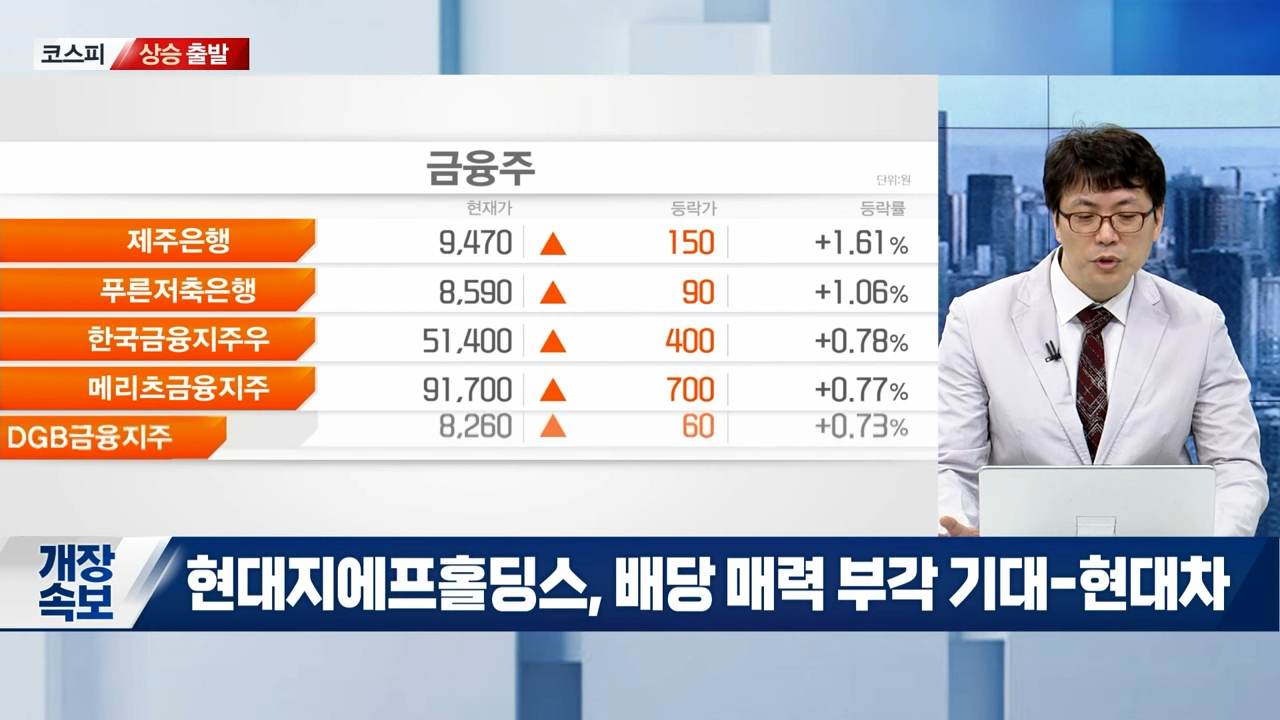 코스피 상승 출발
금융주
단위:원
현재가 등락가 등락률
제주은행 9,470 ▲ 150 +1.61%
푸른저축은행 8,590 ▲ 90 +1.06%
한국금융지주우 51,400 ▲ 400 +0.78%
메리츠금융지주 91,700 ▲ 700 +0.77%
DGB금융지주 8,260 ▲ 60 +0.73%
개장
속보
현대지에프홀딩스, 배당 매력 부각 기대-현대차